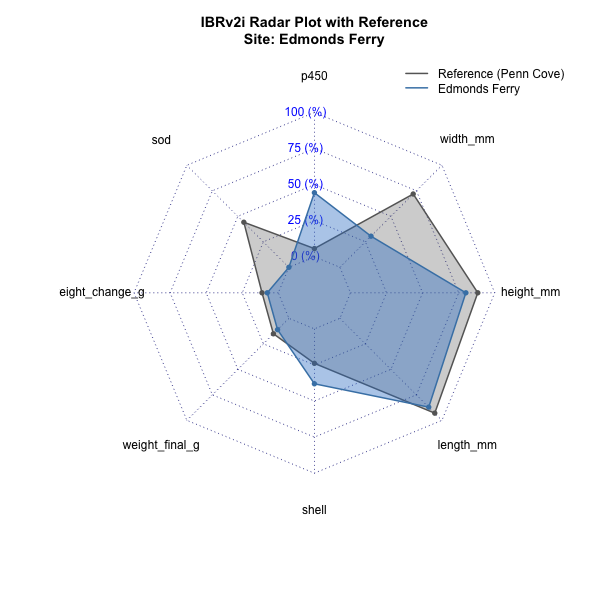 IBRv2i Radar Plot with Reference
Site: Edmonds Ferry
p450
Reference (Penn Cove)
Edmonds Ferry
100 (%)
sod
width_mm
75 (%)
50 (%)
25 (%)
0 (%)
eight_change_g
height_mm
weight_final_g
length_mm
shell